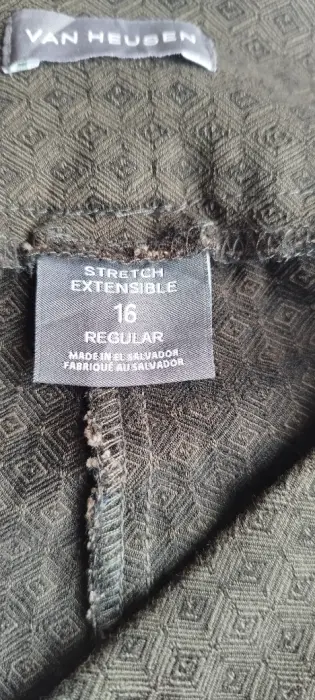 VAN HEUSEN
STRETCH
EXTENSIBLE
16
REGULAR
MADE IN EL SALVADOR
FABRIQUÉ AU SALVADOR